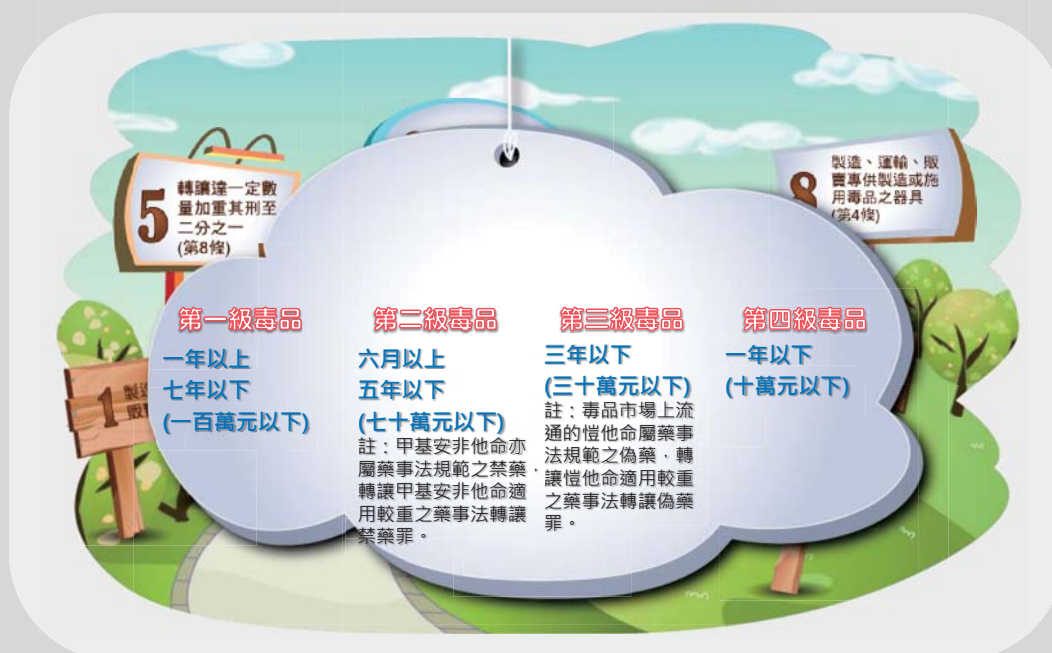 5
轉讓達一定數
量加重其刑至
二分之一
(第8條)
8
製造、運輸、販
賣專供製造或施
用毒品之器具
(第4條)
1
製造
販
第一級毒品
一年以上
七年以下
(一百萬元以下)
第二級毒品
六月以上
五年以下
(七十萬元以下)
註：甲基安非他命亦
屬藥事法規範之禁藥，
轉讓甲基安非他命適
用較重之藥事法轉讓
禁藥罪。
第三級毒品
三年以下
(三十萬元以下)
註：毒品市場上流
通的愷他命屬藥事
法規範之偽藥，轉
讓愷他命適用較重
之藥事法轉讓偽藥
罪。
第四級毒品
一年以下
(十萬元以下)